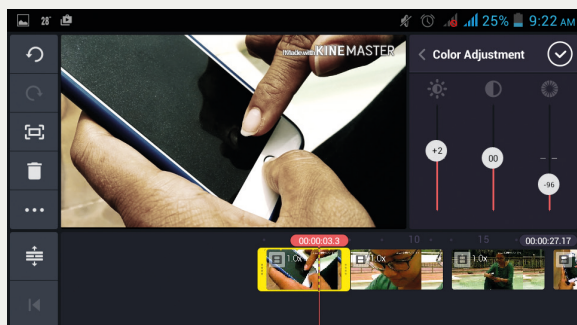 28°
25% 9:22 AM
Made with KINEMASTER
Color Adjustment
+2
00
-96
00:00:03.3
10
15
00:00:27.17
1.0x
1.0x
1.0x